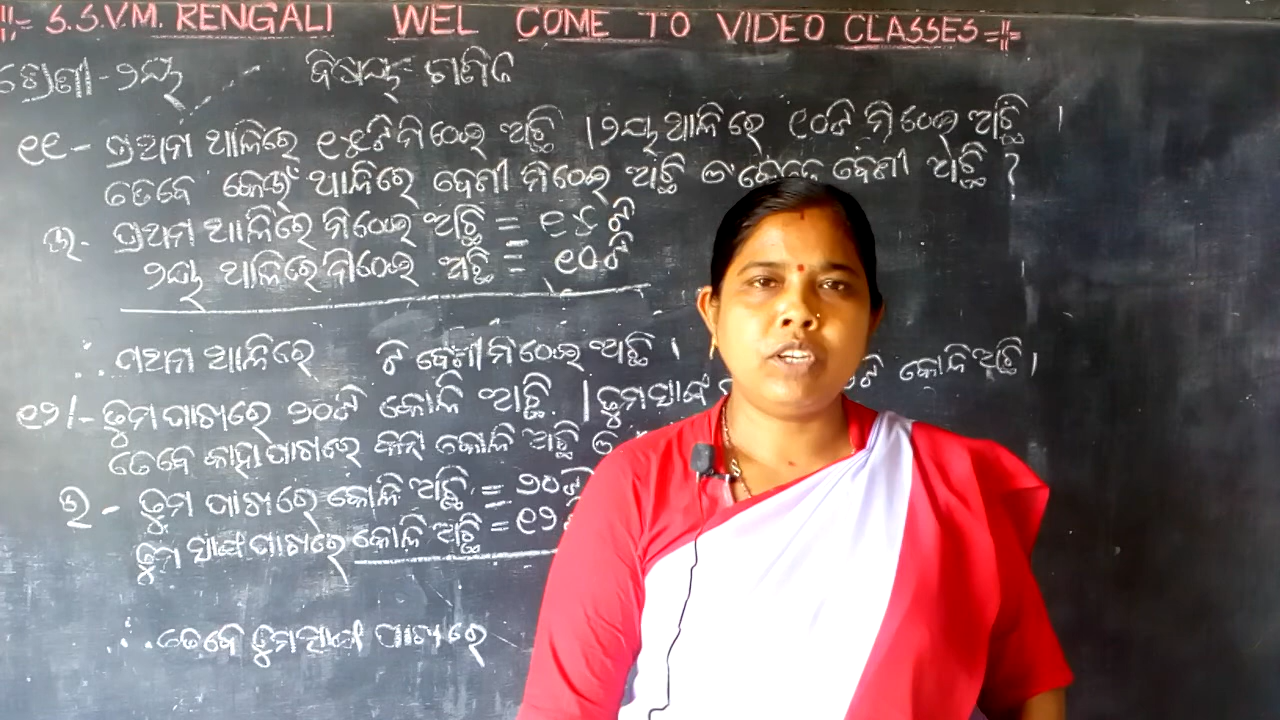 S.S.V.M. RENGALI WEL COME TO VIDEO CLASSES
ଶ୍ରେଣୀ-୨ୟ ବିଷୟ- ଗଣିତ
୧୧- ପ୍ରଥମ ଥାଳିରେ ୧୫ଟି ମିଠେଇ ଅଛି । ୨ୟ ଥାଳିରେ ୧୦ଟି ମିଠେଇ ଅଛି ।
ତେବେ କେଉଁ ଥାଳିରେ ବେଶୀ ମିଠେଇ ଅଛି ଓ କେତେ ବେଶୀ ଅଛି ?
ଉ- ପ୍ରଥମ ଥାଳିରେ ମିଠେଇ ଅଛି = ୧୫ଟି
୨ୟ ଥାଳିରେ ମିଠେଇ ଅଛି = ୧୦ଟି
∴ ପଥମ ଥାଳିରେ ଟି ବେଶୀ ମିଠେଇ ଅଛି ।
୧୨/- ତୁମ ପାଖରେ ୨୦ଟି କୋଳି ଅଛି । ତୁମ ସାଙ୍ଗ କୋଳି ଅଛି ।
ତେବେ କାହା ପାଖରେ କମ କୋଳି ଅଛି
ଉ- ତୁମ ପାଖରେ କୋଳି ଅଛି = ୨୦ଟି
ତୁମ ସାଙ୍ଗ ପାଖରେ କୋଳି ଅଛି = ୧୨
∴ ତେବେ ତୁମ ସାଙ୍ଗ ପାଖରେ